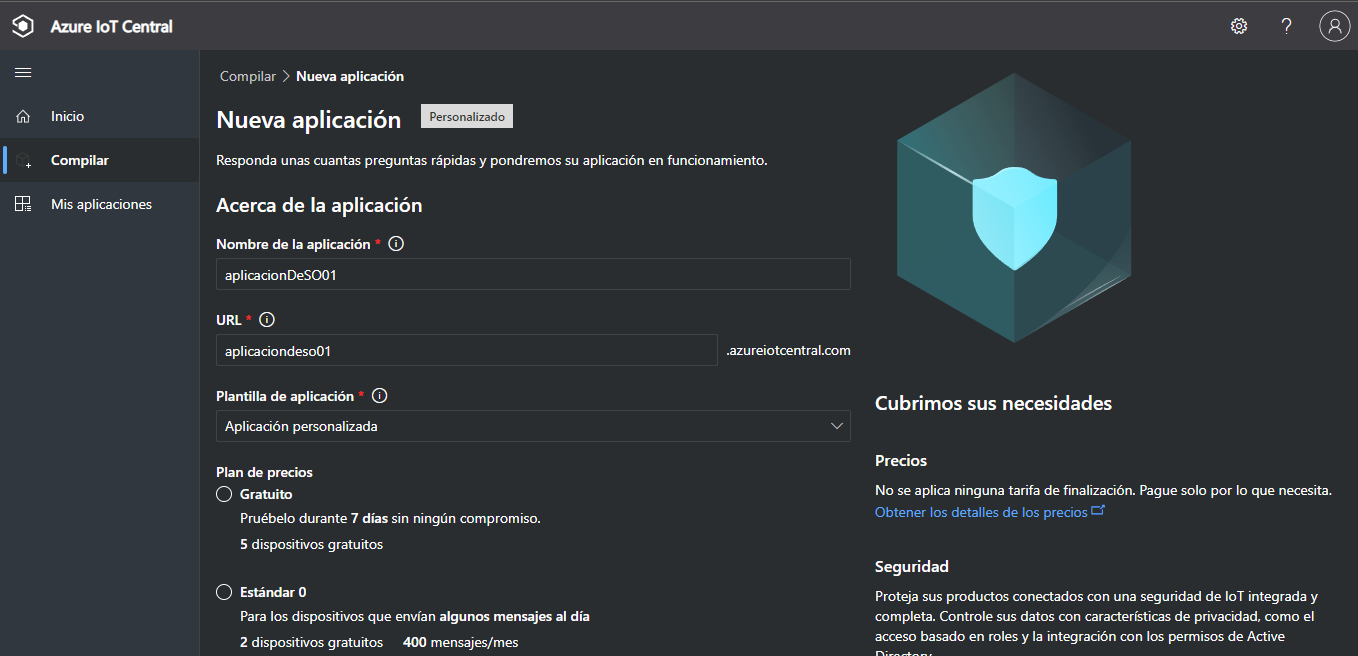 Azure IoT Central
?
Inicio
Compilar
Mis aplicaciones
Compilar > Nueva aplicación
Nueva aplicación Personalizado
Responda unas cuantas preguntas rápidas y pondremos su aplicación en funcionamiento.
Acerca de la aplicación
Nombre de la aplicación *
aplicacionDeSO01
URL *
aplicaciondeso01 .azureiotcentral.com
Plantilla de aplicación *
Aplicación personalizada
Plan de precios
Gratuito
Pruébelo durante 7 días sin ningún compromiso.
5 dispositivos gratuitos
Estándar 0
Para los dispositivos que envían algunos mensajes al día
2 dispositivos gratuitos 400 mensajes/mes
Cubrimos sus necesidades
Precios
No se aplica ninguna tarifa de finalización. Pague solo por lo que necesita.
Obtener los detalles de los precios
Seguridad
Proteja sus productos conectados con una seguridad de IoT integrada y
completa. Controle sus datos con características de privacidad, como el
acceso basado en roles y la integración con los permisos de Active
Directory.